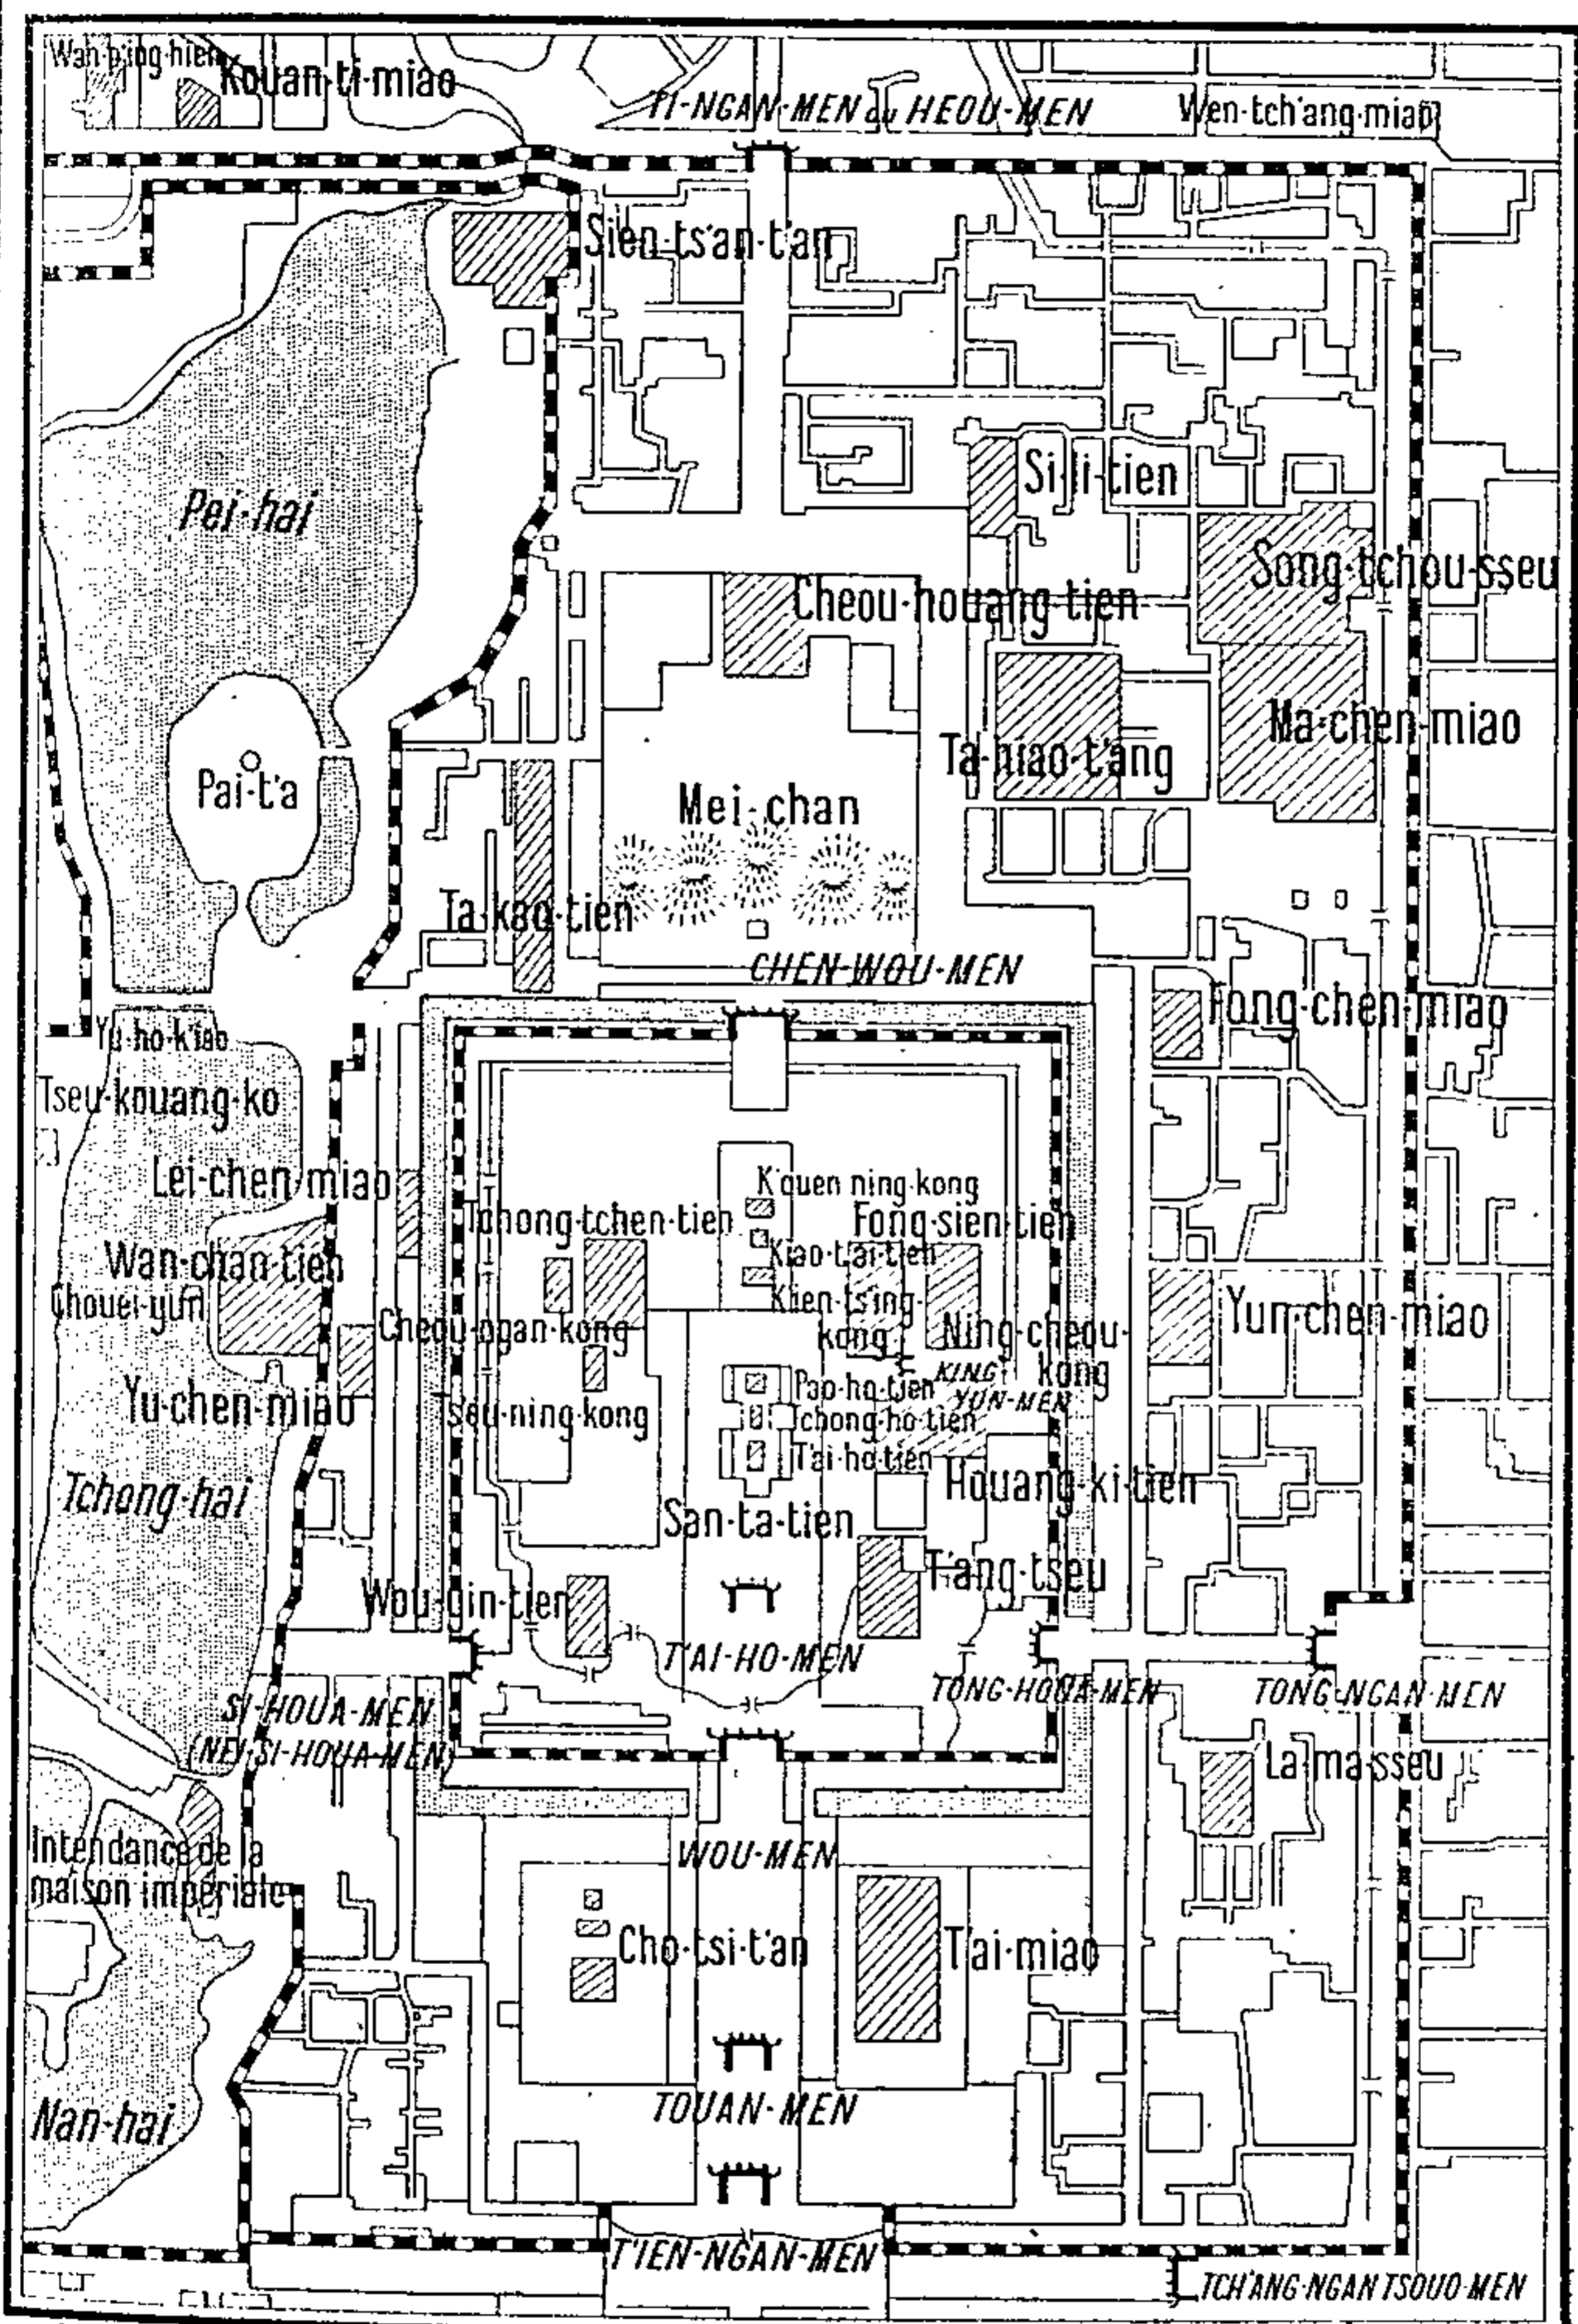 Wan-p'ing-hien
Kouan-ti-miao
TI-NGAN-MEN ou HEOU-MEN
Wen-tch'ang-miao
Sien-ts'an-t'an
Pei-hai
Si-li-tien
Song-tchou-sseu
Cheou-houang-tien
Ma-chen-miao
Ta-hiao-t'ang
Pai-t'a
Mei-chan
Ta-kao-tien
CHEN-WOU-MEN
Fong-chen-miao
Yu-ho-k'iao
Tseu-kouang-ko
Lei-chen-miao
K'ouen ning-kong
Tchong-tchen-tien
Fong-sien-tien
Kiao-t'ai-tien
Wan-chan-tien
Chouei-yun
K'ien-ts'ing-
kong
Cheou-ngan-kong
Ning-cheou-
kong
Yun-chen-miao
KING-
YUN-MEN
Pao-ho-tien
Yu-chen-miao
Tseu-ning-kong
Tchong-ho-tien
T'ai-ho-tien
Tchong-hai
Houang-ki-tien
San-ta-tien
T'ang-tseu
Wou-gin-tien
T'AI-HO-MEN
TONG-HOUA-MEN
TONG-NGAN-MEN
SI-HOUA-MEN
(NEI-SI-HOUA-MEN)
La-ma-sseu
Intendance de la
maison impériale
WOU-MEN
Cho-tsi-t'an
T'ai-miao
TOUAN-MEN
Nan-hai
T'IEN-NGAN-MEN
TCH'ANG-NGAN TSOUO-MEN